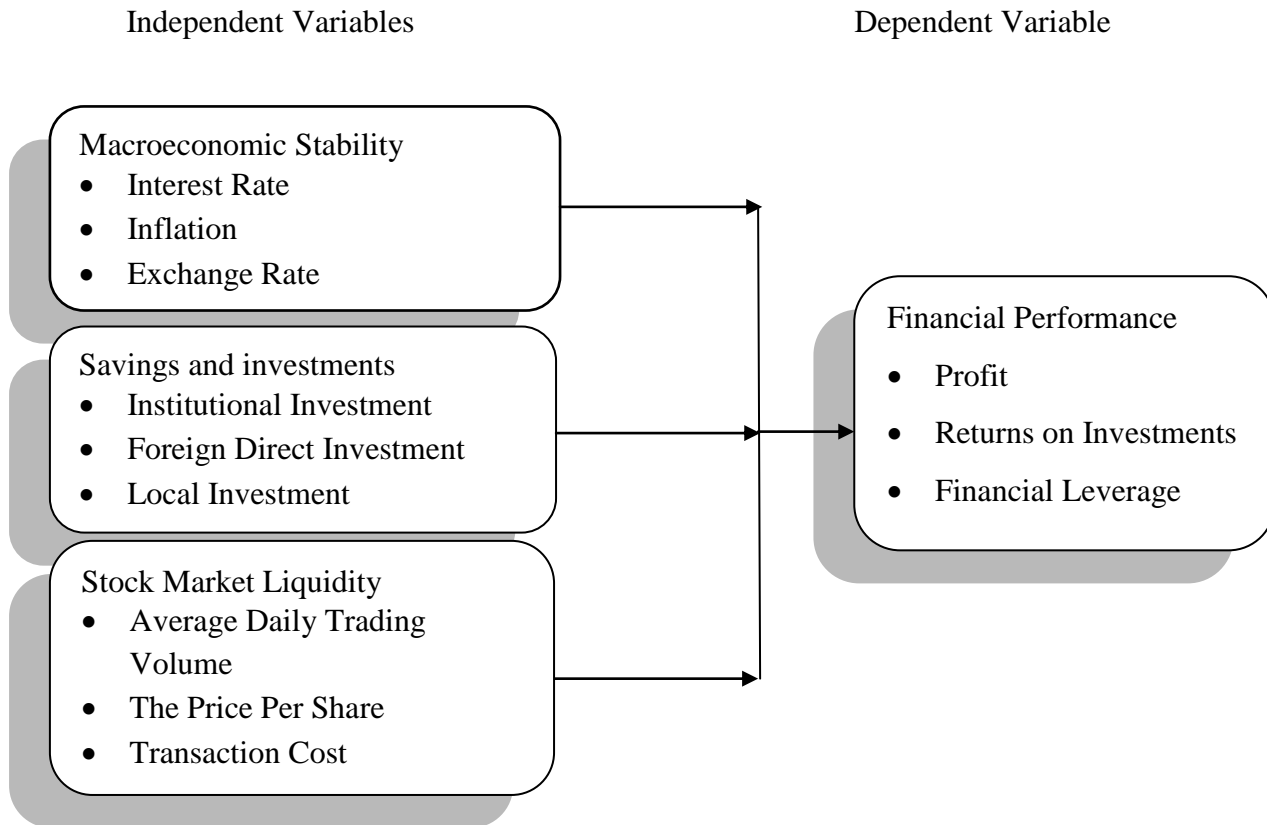 Independent Variables
Dependent Variable
Macroeconomic Stability
• Interest Rate
• Inflation
• Exchange Rate
Savings and investments
• Institutional Investment
• Foreign Direct Investment
• Local Investment
Stock Market Liquidity
• Average Daily Trading
Volume
• The Price Per Share
• Transaction Cost
Financial Performance
• Profit
• Returns on Investments
• Financial Leverage